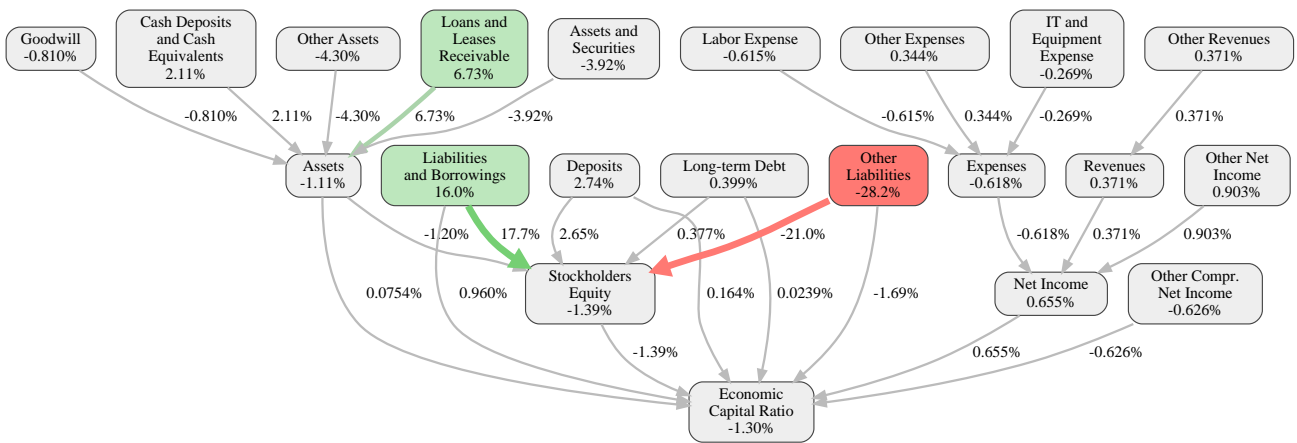 Goodwill
-0.810%
Cash Deposits
and Cash
Equivalents
2.11%
Other Assets
-4.30%
Loans and
Leases
Receivable
6.73%
Assets and
Securities
-3.92%
Labor Expense
-0.615%
Other Expenses
0.344%
IT and
Equipment
Expense
-0.269%
Other Revenues
0.371%
-0.810%
2.11%
-4.30%
6.73%
-3.92%
-0.615%
0.344%
-0.269%
0.371%
Assets
-1.11%
Liabilities
and Borrowings
16.0%
Deposits
2.74%
Long-term Debt
0.399%
Other
Liabilities
-28.2%
Expenses
-0.618%
Revenues
0.371%
Other Net
Income
0.903%
-1.20%
17.7%
2.65%
0.377%
-21.0%
-0.618%
0.371%
0.903%
Stockholders
Equity
-1.39%
Net Income
0.655%
Other Compr.
Net Income
-0.626%
0.0754%
0.960%
0.164%
0.0239%
-1.69%
-1.39%
0.655%
-0.626%
Economic
Capital Ratio
-1.30%